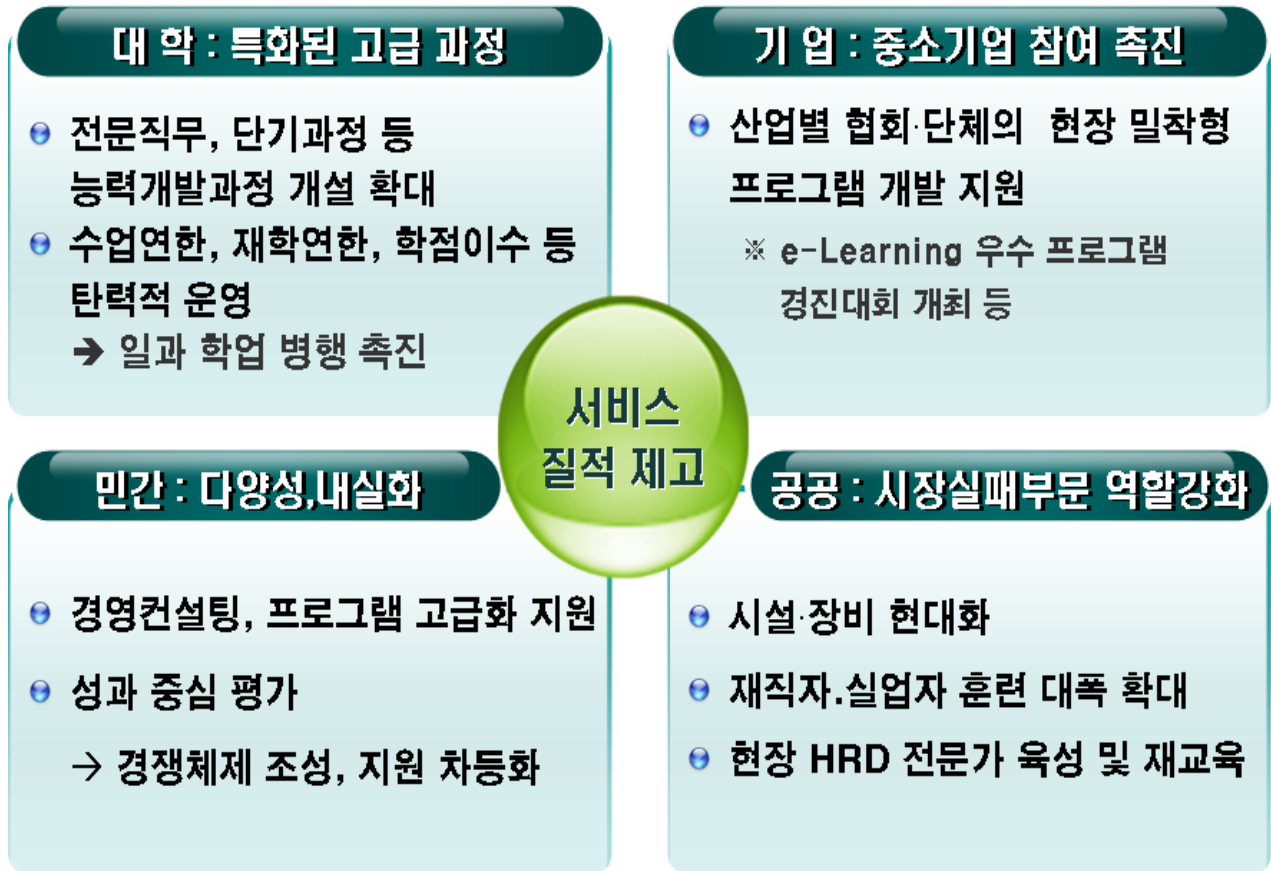 대 학 : 특화된 고급 과정
전문직무, 단기과정 등
능력개발과정 개설 확대
수업연한, 재학연한, 학점이수 등
탄력적 운영
➔ 일과 학업 병행 촉진
기 업 : 중소기업 참여 촉진
산업별 협회·단체의 현장 밀착형
프로그램 개발 지원
※ e-Learning 우수 프로그램
경진대회 개최 등
서비스
질적 제고
민간 : 다양성,내실화
경영컨설팅, 프로그램 고급화 지원
성과 중심 평가
→ 경쟁체제 조성, 지원 차등화
공공 : 시장실패부문 역할강화
시설·장비 현대화
재직자.실업자 훈련 대폭 확대
현장 HRD 전문가 육성 및 재교육